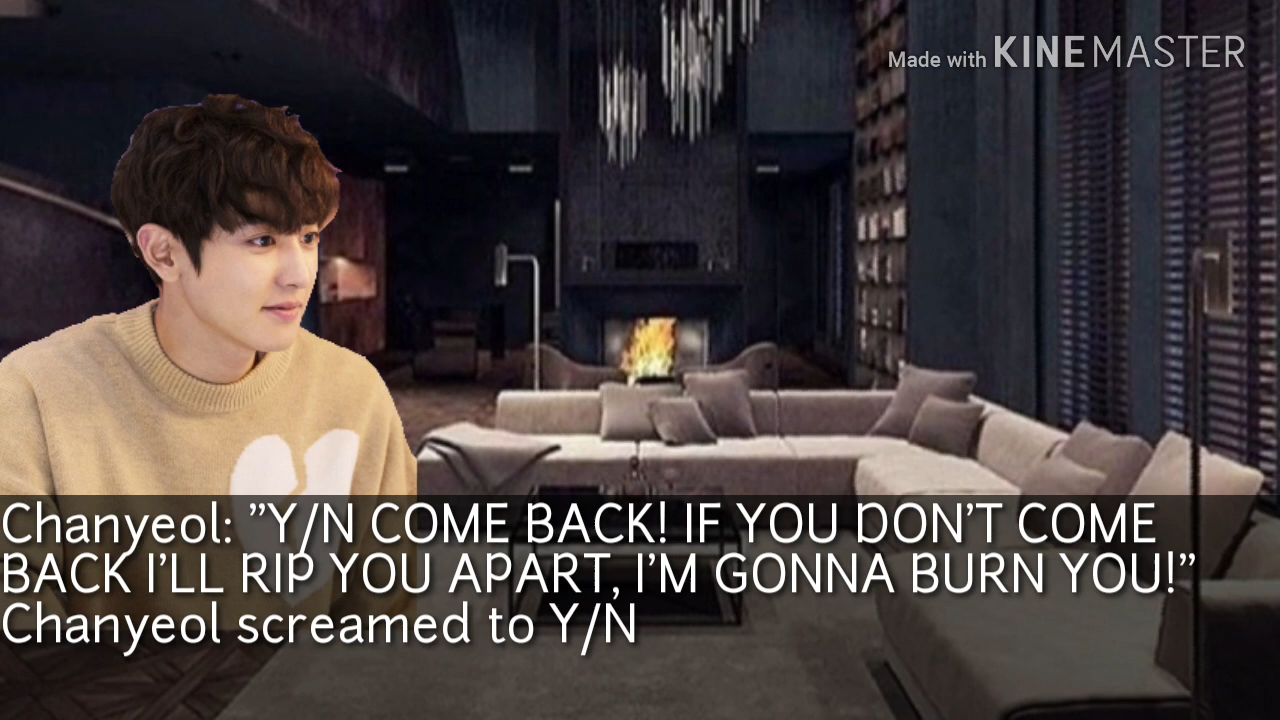 Made with KINEMASTER
Chanyeol: "Y/N COME BACK! IF YOU DON'T COME
BACK I'LL RIP YOU APART, I'M GONNA BURN YOU!"
Chanyeol screamed to Y/N